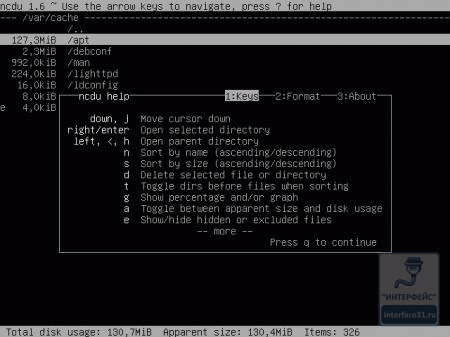 ncdu 1.6 ~ Use the arrow keys to navigate, press ? for help
--- /var/cache
/..
127,3MiB /apt
2,3MiB /debconf
992,0kiB /man
224,0kiB /lighttpd
16,0kiB /ldconfig
8,0kiB
e 4,0kiB
ncdu help 1:Keys 2:Format 3:About
down, j Move cursor down
right/enter Open selected directory
left, <, h Open parent directory
n Sort by name (ascending/descending)
s Sort by size (ascending/descending)
d Delete selected file or directory
t Toggle dirs before files when sorting
g Show percentage and/or graph
a Toggle between apparent size and disk usage
e Show/hide hidden or excluded files
-- more --
Press q to continue
"ИНТЕРФЕЙС"
interface31.ru
Total disk usage: 130,7MiB Apparent size: 130,4MiB Items: 326